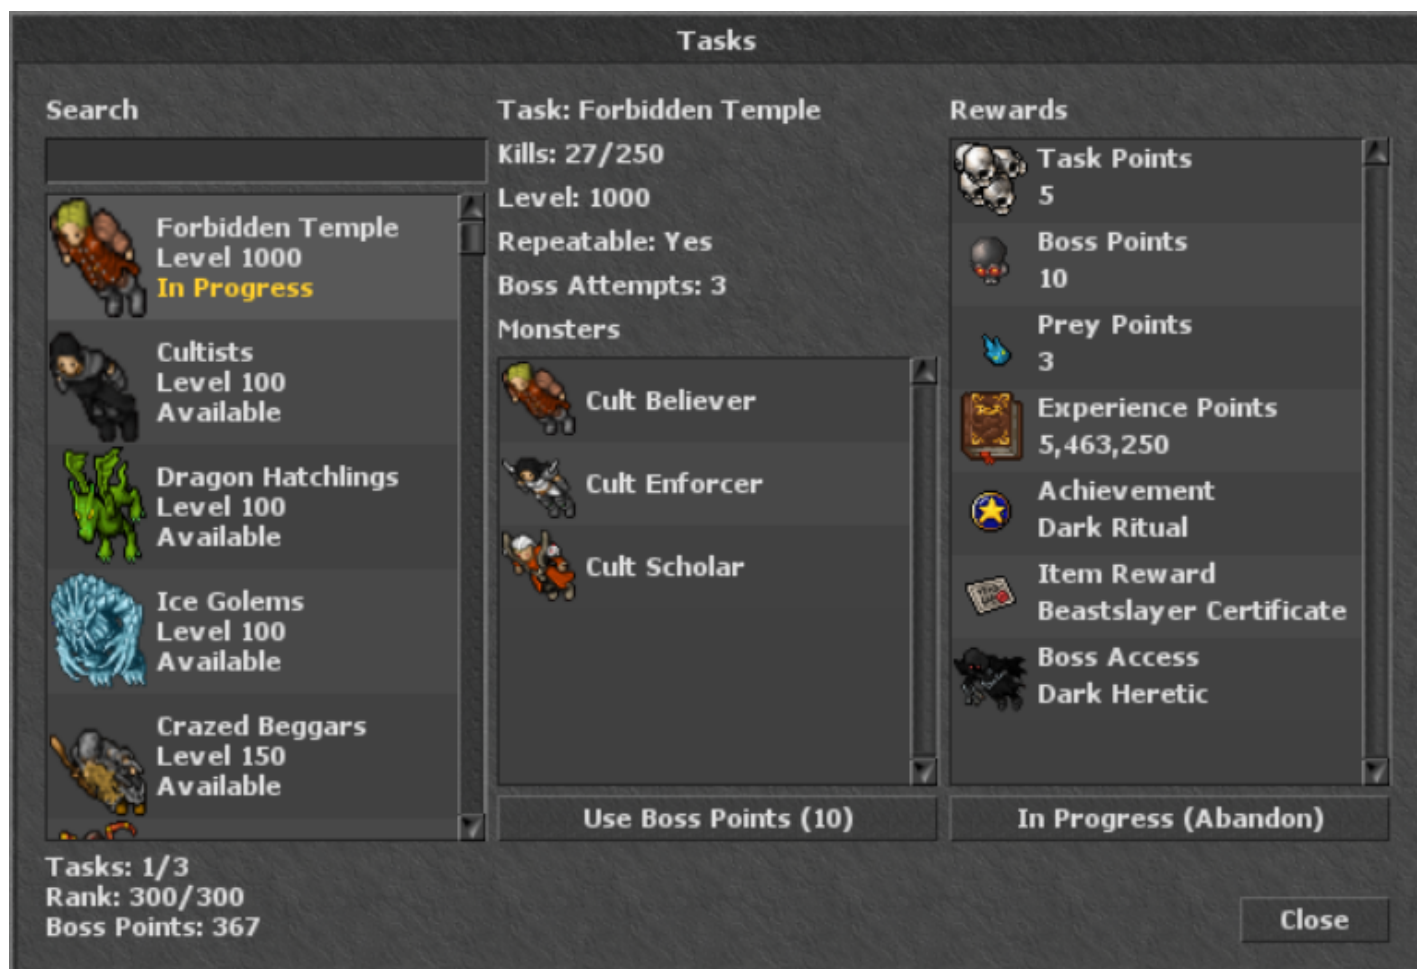 Tasks
Search
Forbidden Temple
Level 1000
In Progress
Cultists
Level 100
Available
Dragon Hatchlings
Level 100
Available
Ice Golems
Level 100
Available
Crazed Beggars
Level 150
Available
Tasks: 1/3
Rank: 300/300
Boss Points: 367
Task: Forbidden Temple
Kills: 27/250
Level: 1000
Repeatable: Yes
Boss Attempts: 3
Monsters
Cult Believer
Cult Enforcer
Cult Scholar
Use Boss Points (10)
Rewards
Task Points
5
Boss Points
10
Prey Points
3
Experience Points
5,463,250
Achievement
Dark Ritual
Item Reward
Beastslayer Certificate
Boss Access
Dark Heretic
In Progress (Abandon)
Close